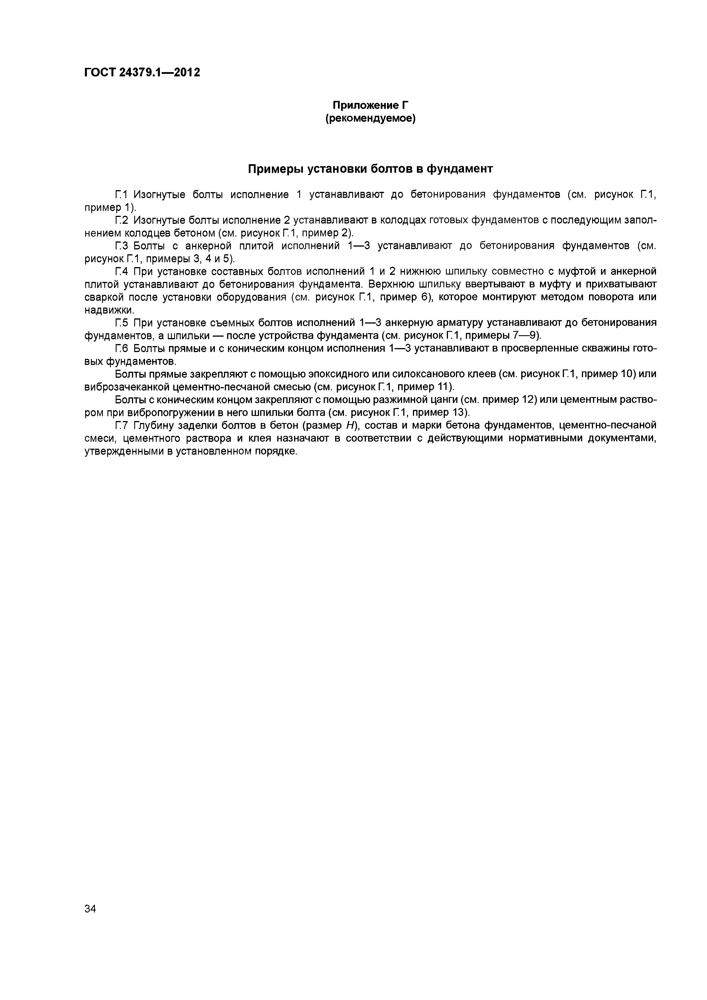 ГОСТ 24379.1—2012
Приложение Г
(рекомендуемое)
Примеры установки болтов в фундамент
Г.1 Изогнутые болты исполнение 1 устанавливают до бетонирования фундаментов (см. рисунок Г.1,
пример 1).
Г.2 Изогнутые болты исполнение 2 устанавливают в колодцах готовых фундаментов с последующим запол-
нением колодцев бетоном (см. рисунок Г.1, пример 2).
Г.3 Болты с анкерной плитой исполнений 1—3 устанавливают до бетонирования фундаментов (см.
рисунок Г.1, примеры 3, 4 и 5).
Г.4 При установке составных болтов исполнений 1 и 2 нижнюю шпильку совместно с муфтой и анкерной
плитой устанавливают до бетонирования фундамента. Верхнюю шпильку ввертывают в муфту и прихватывают
сваркой после установки оборудования (см. рисунок Г.1, пример 6), которое монтируют методом поворота или
надвижки.
Г.5 При установке съемных болтов исполнений 1—3 анкерную арматуру устанавливают до бетонирования
фундаментов, а шпильки — после устройства фундамента (см. рисунок Г.1, примеры 7—9).
Г.6 Болты прямые и с коническим концом исполнения 1—3 устанавливают в просверленные скважины гото-
вых фундаментов.
Болты прямые закрепляют с помощью эпоксидного или силоксанового клеев (см. рисунок Г.1, пример 10) или
виброзачеканкой цементно-песчаной смесью (см. рисунок Г.1, пример 11).
Болты с коническим концом закрепляют с помощью разжимной цанги (см. пример 12) или цементным раство-
ром при вибропогружении в него шпильки болта (см. рисунок Г.1, пример 13).
Г.7 Глубину заделки болтов в бетон (размер H), состав и марки бетона фундаментов, цементно-песчаной
смеси, цементного раствора и клея назначают в соответствии с действующими нормативными документами,
утвержденными в установленном порядке.
34